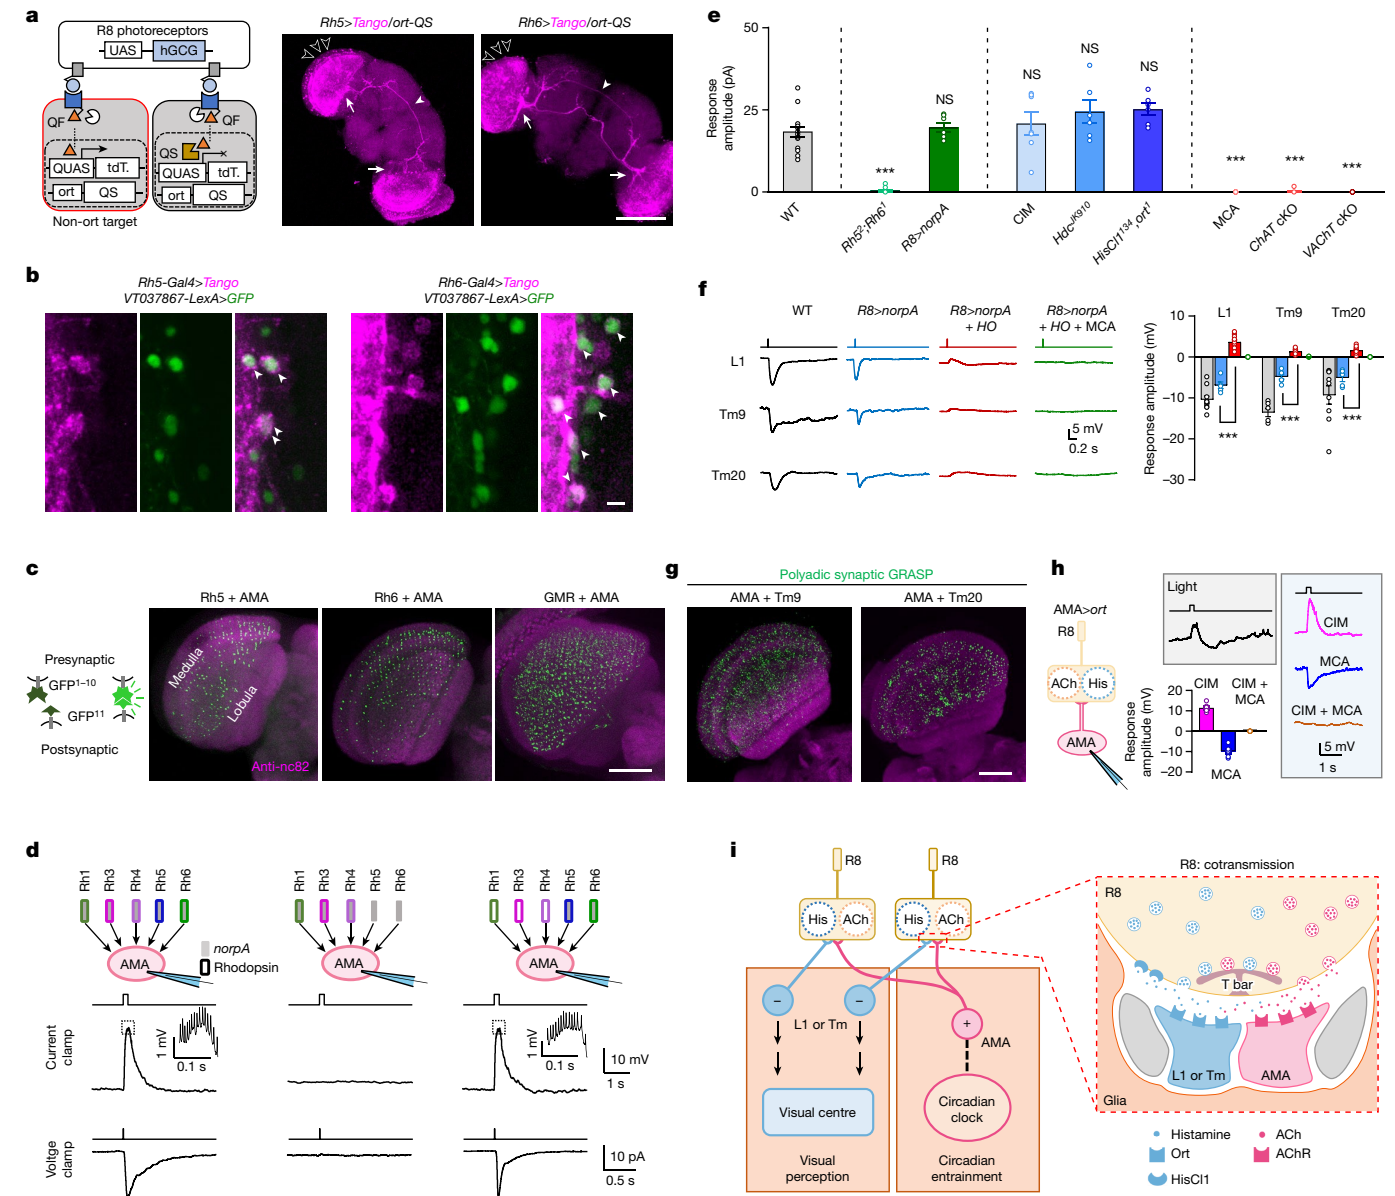 a
R8 photoreceptors
UAS
hGCG
QF
QF
QS
QUAS
tdT.
QUAS
tdT.
ort
QS
ort
QS
Non-ort target
Rh5>Tango/ort-QS
Rh6>Tango/ort-QS
b
Rh5-Gal4>Tango
VT037867-LexA>GFP
Rh6-Gal4>Tango
VT037867-LexA>GFP
c
Presynaptic
GFP1–10
GFP11
Postsynaptic
Rh5 + AMA
Rh6 + AMA
GMR + AMA
Medulla
Lobula
Anti-nc82
d
Rh1
Rh3
Rh4
Rh5
Rh6
Rh1
Rh3
Rh4
Rh5
Rh6
Rh1
Rh3
Rh4
Rh5
Rh6
AMA
AMA
AMA
norpA
Rhodopsin
Current
clamp
1 mV
0.1 s
1 mV
0.1 s
10 mV
1 s
Voltge
clamp
10 pA
0.5 s
e
Response
amplitude (pA)
50
25
0
***
NS
NS
NS
NS
***
***
***
WT
Rh5²;Rh6¹
R8>norpA
CIM
HdcJK910
HisCl1134,ort1
MCA
ChAT cKO
VAChT cKO
f
WT
R8>norpA
R8>norpA
+ HO
R8>norpA
+ HO + MCA
L1
Tm9
Tm20
5 mV
0.2 s
Response amplitude (mV)
10
0
−10
−20
−30
L1
Tm9
Tm20
***
***
***
g
Polyadic synaptic GRASP
AMA + Tm9
AMA + Tm20
h
AMA>ort
R8
ACh
His
AMA
Light
CIM
MCA
CIM + MCA
5 mV
1 s
Response
amplitude (mV)
20
10
0
−10
−20
CIM
CIM +
MCA
MCA
i
R8
R8
His
ACh
His
ACh
−
−
L1 or Tm
+
AMA
Visual centre
Circadian
clock
Visual
perception
Circadian
entrainment
R8: cotransmission
R8
T bar
L1 or Tm
AMA
Glia
Histamine
ACh
Ort
AChR
HisCl1